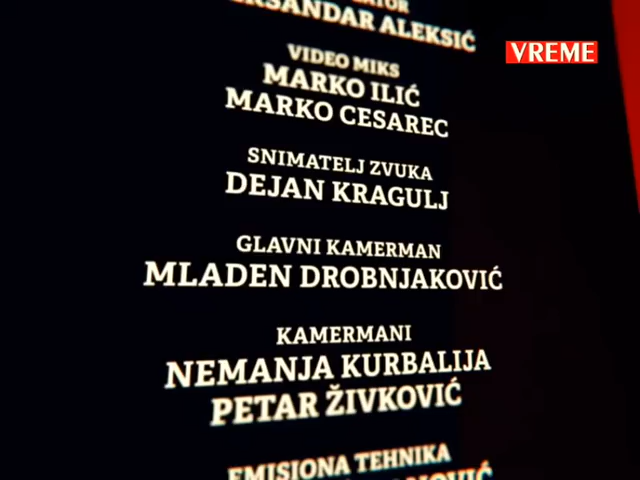 ALEKSIĆ
VREME
VIDEO MIKS
MARKO ILIĆ
MARKO CESAREC
SNIMATELJ ZVUKA
DEJAN KRAGULJ
GLAVNI KAMERMAN
MLADEN DROBNJAKOVIĆ
KAMERMANI
NEMANJA KURBALIJA
PETAR ŽIVKOVIĆ
EMISIONA TEHNIKA